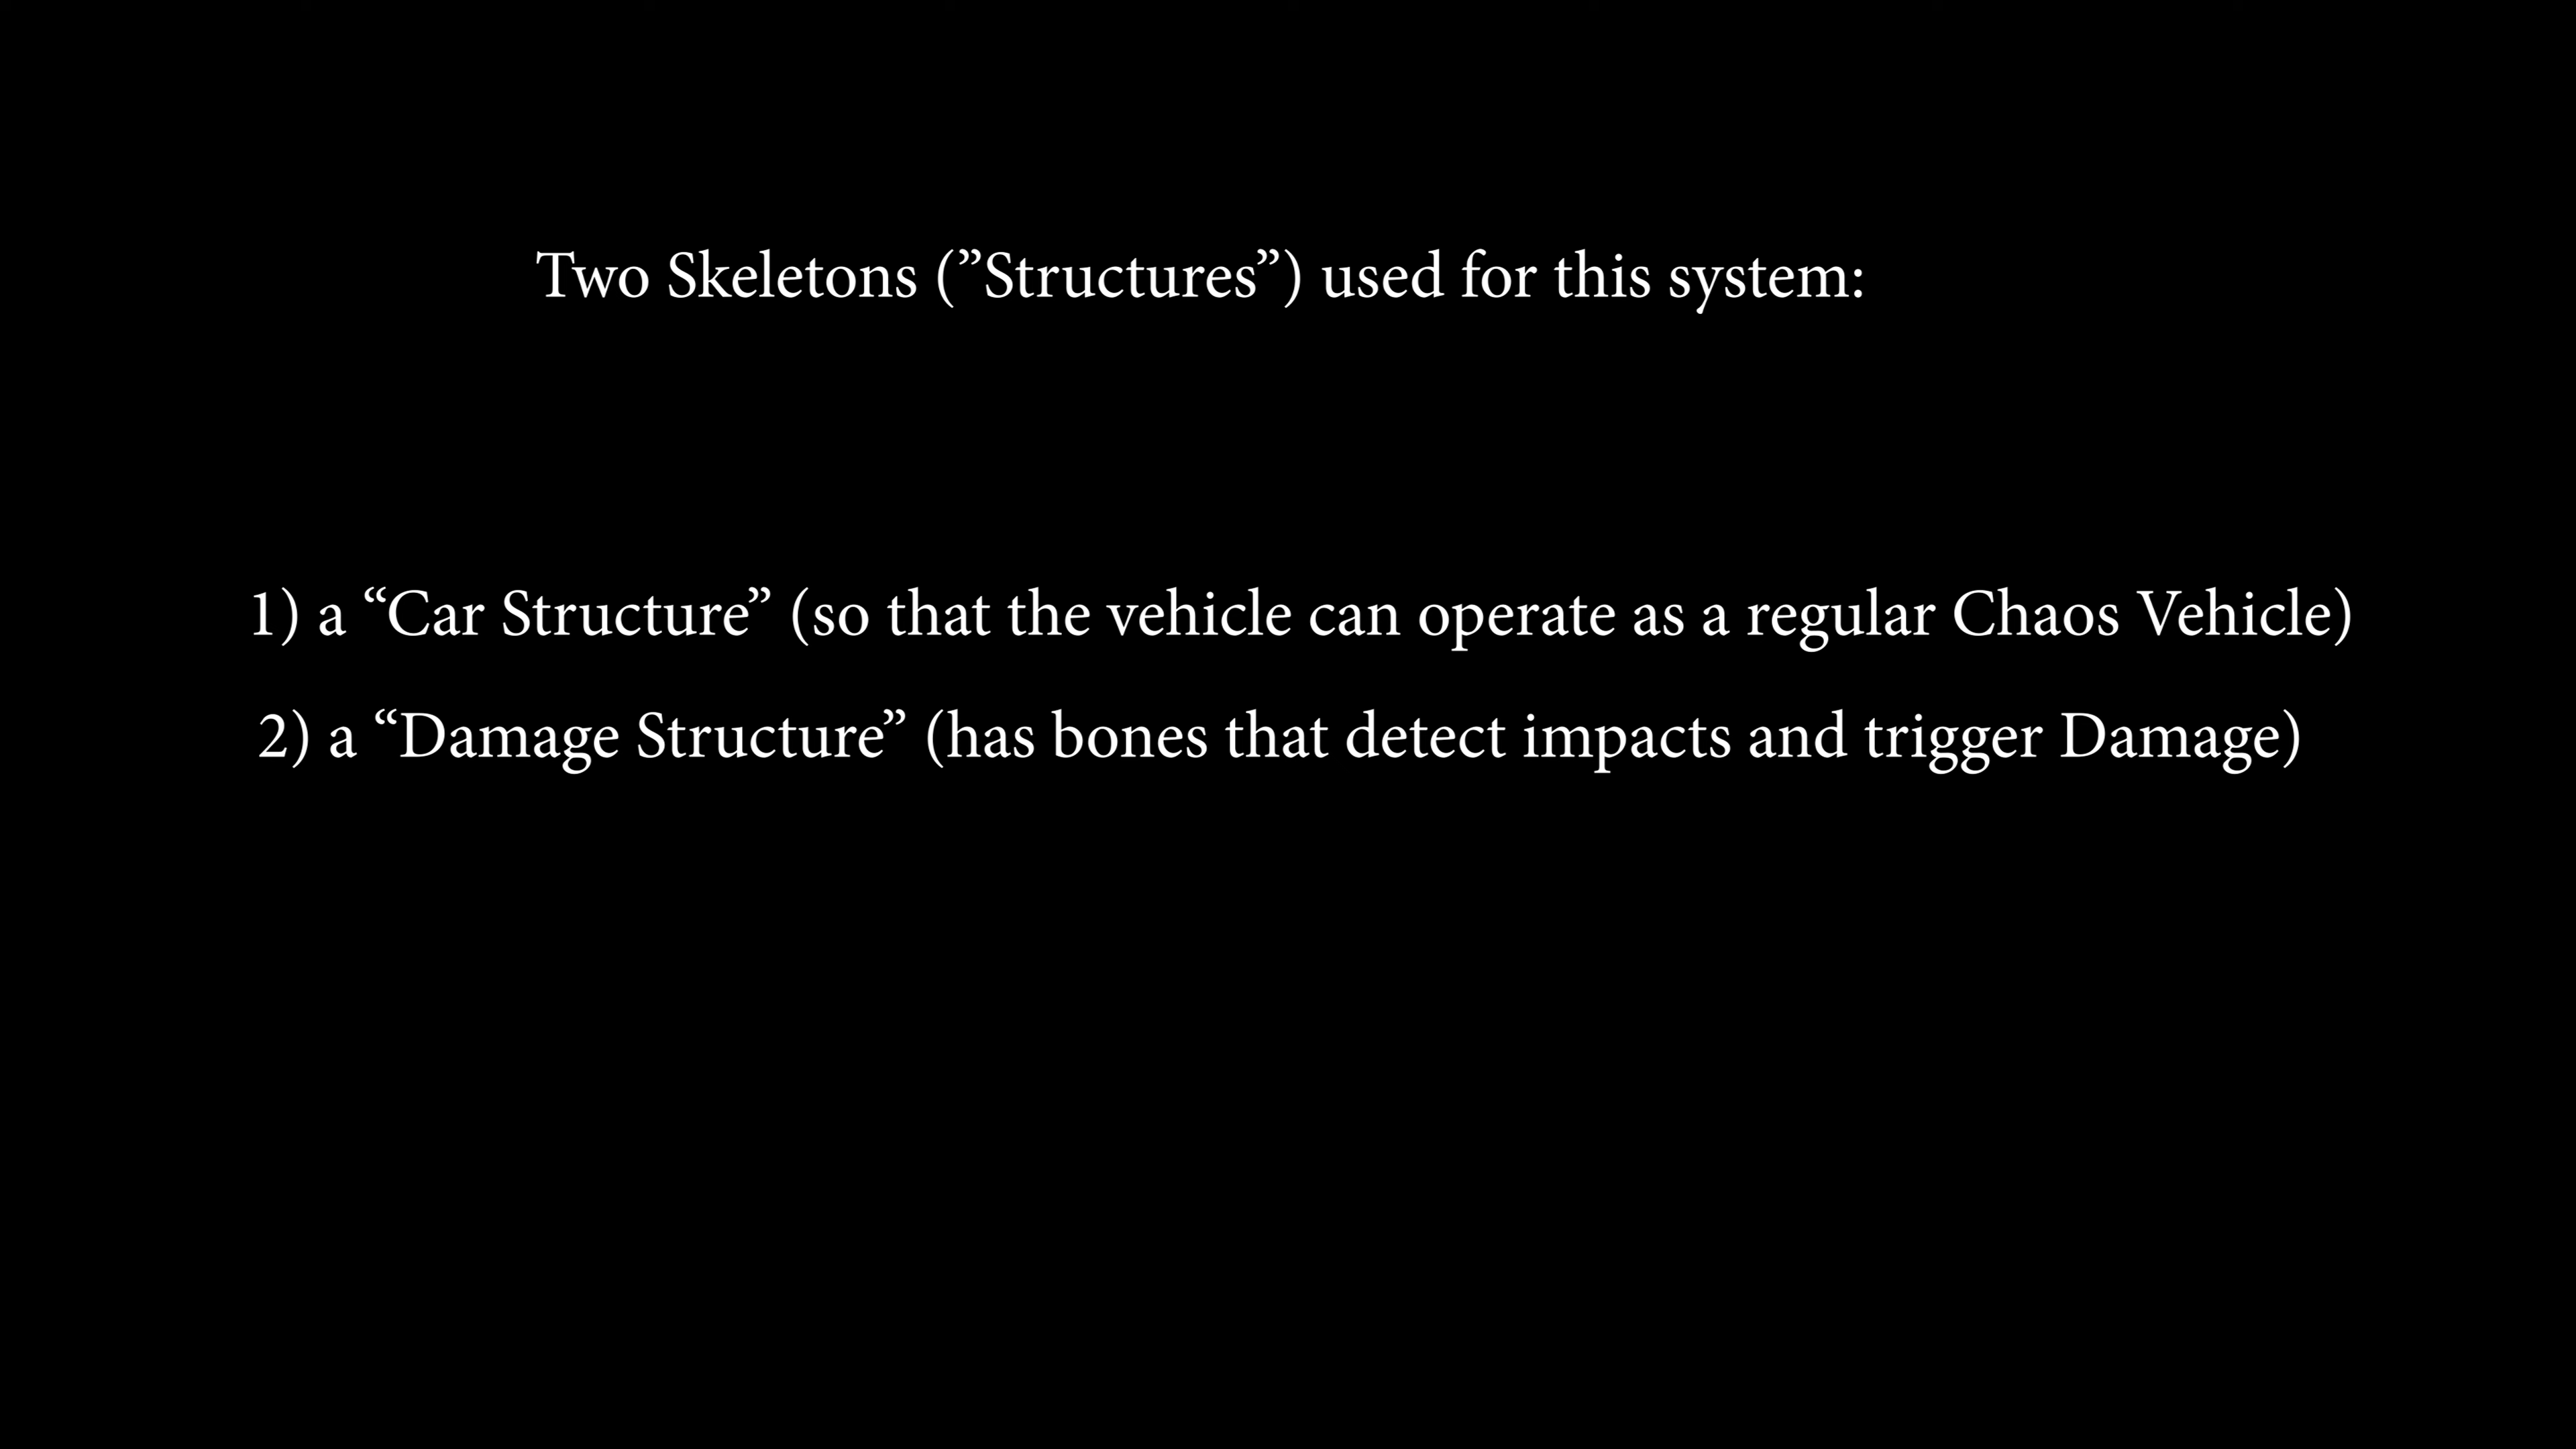 Two Skeletons (”Structures”) used for this system:
1) a “Car Structure” (so that the vehicle can operate as a regular Chaos Vehicle)
2) a “Damage Structure” (has bones that detect impacts and trigger Damage)